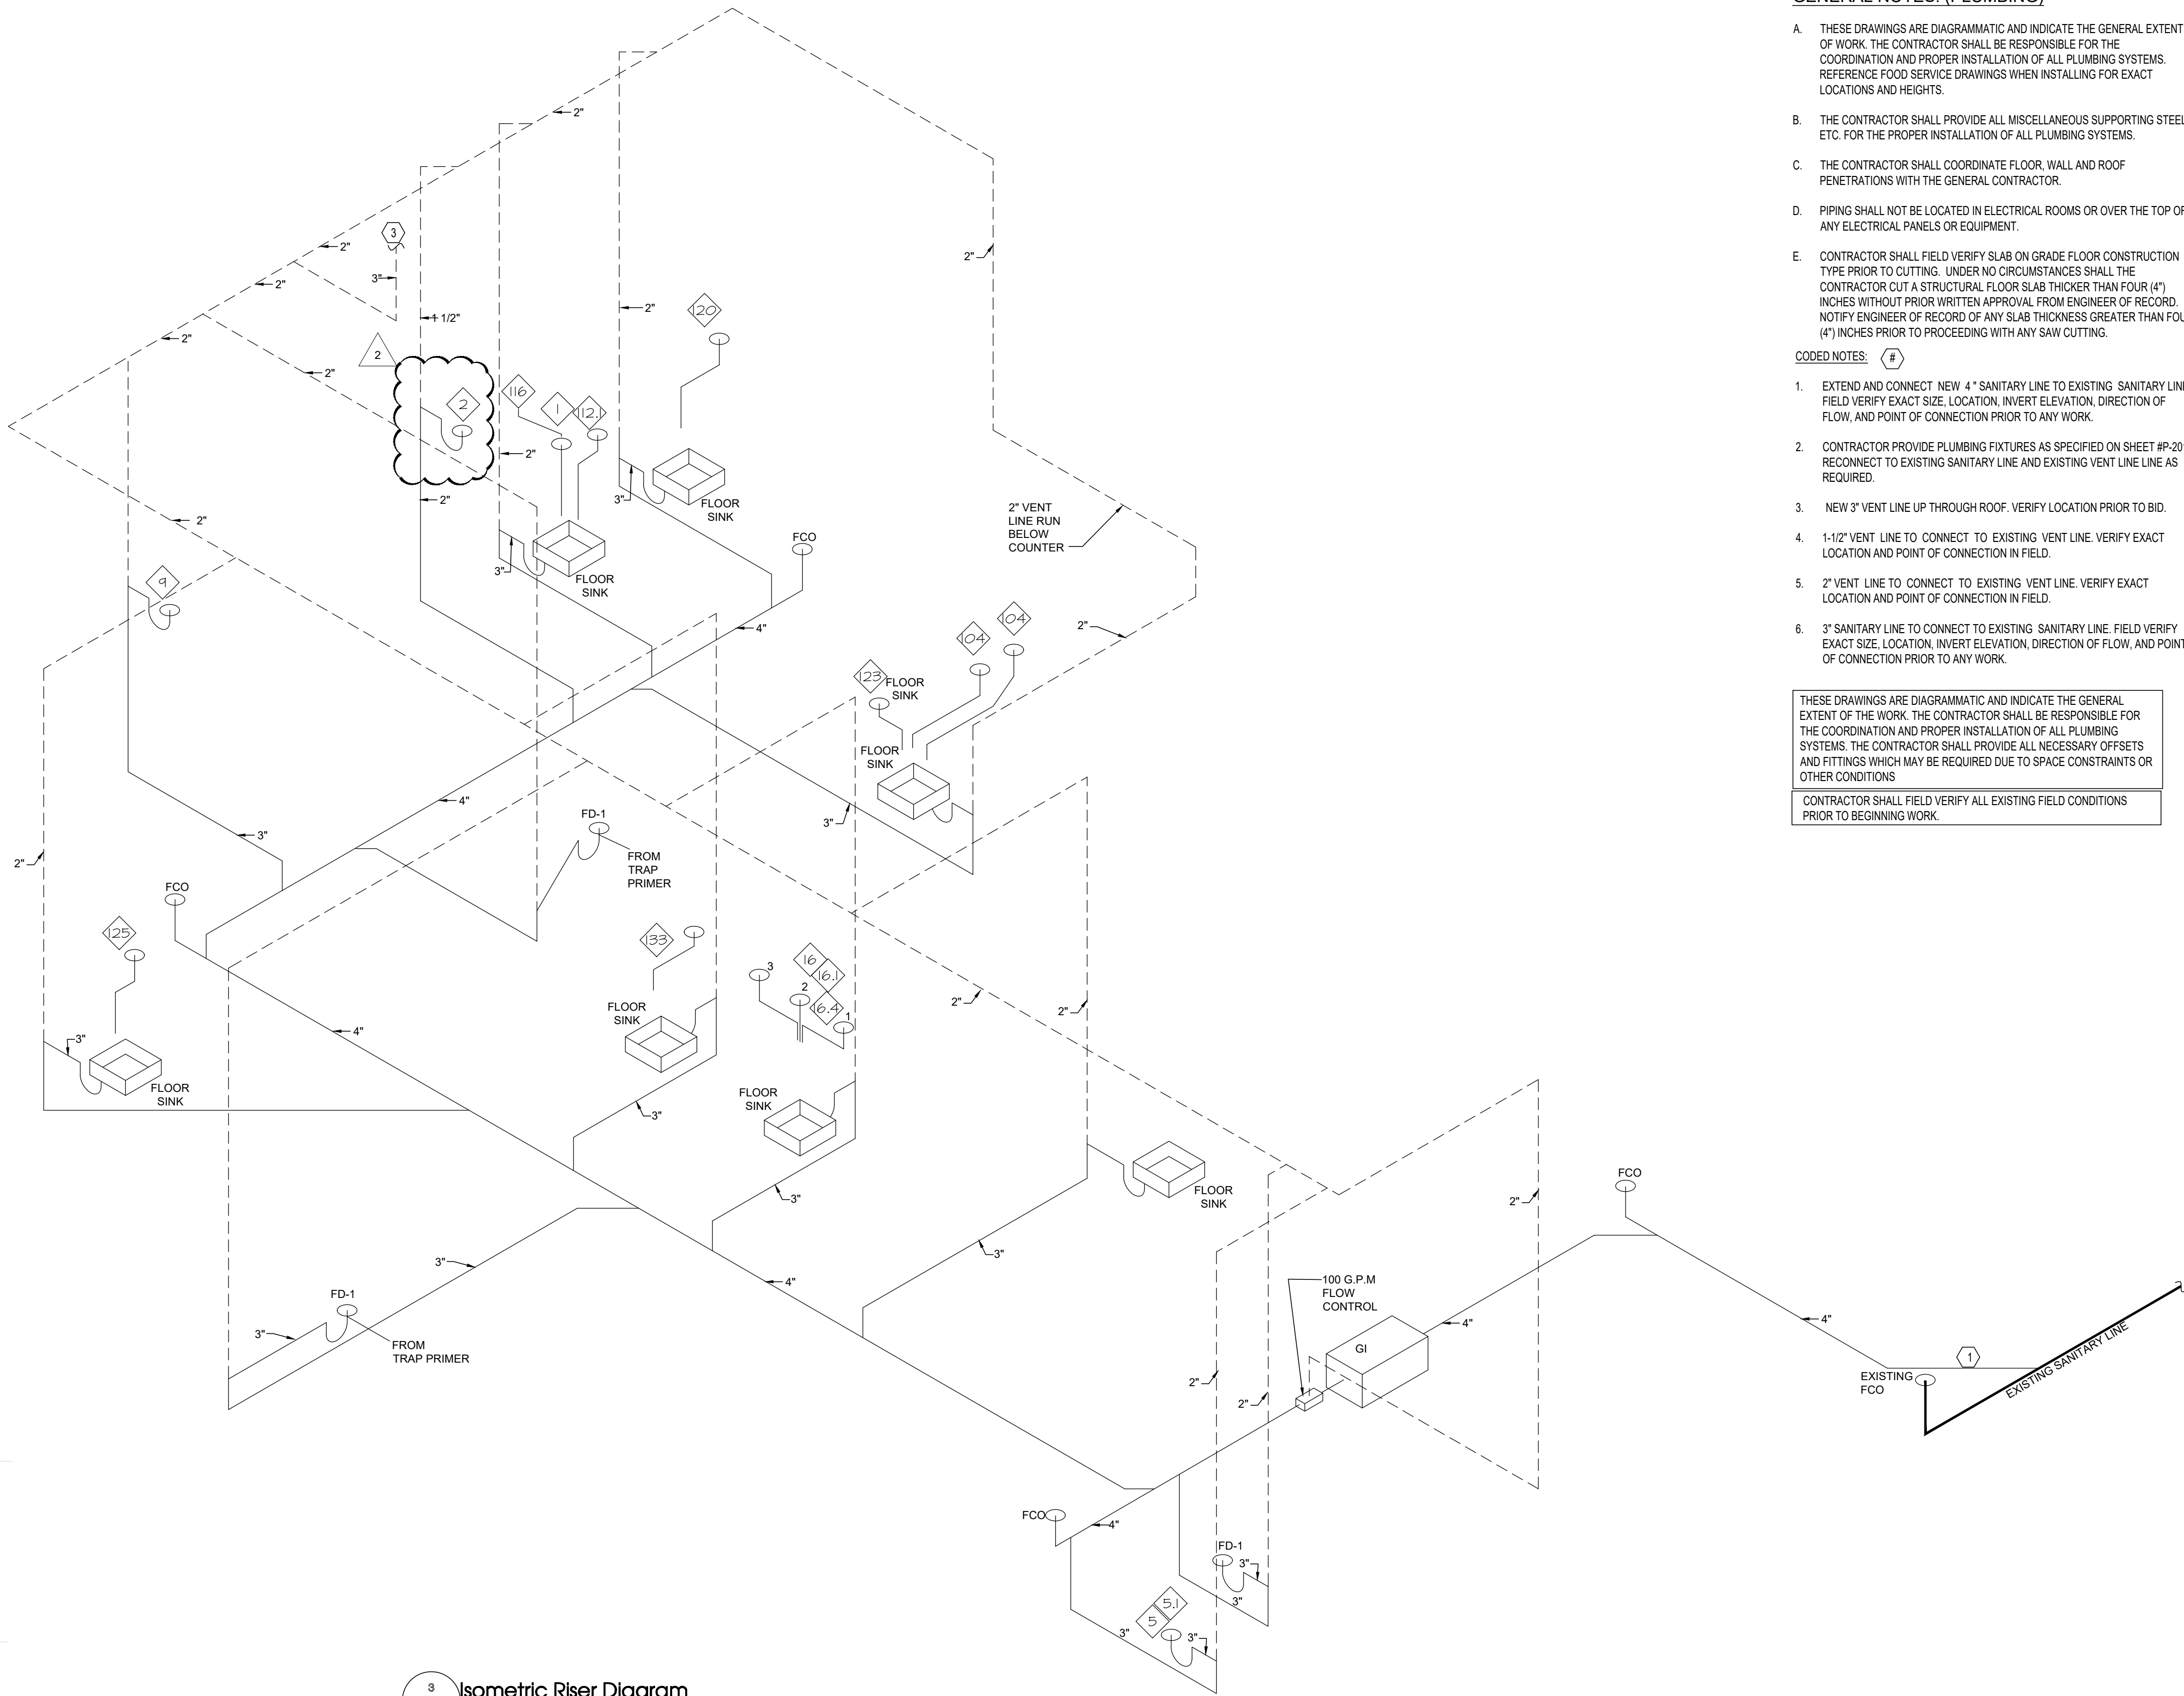 GENERAL NOTES: (PLUMBING)
A. THESE DRAWINGS ARE DIAGRAMMATIC AND INDICATE THE GENERAL EXTENT
OF WORK. THE CONTRACTOR SHALL BE RESPONSIBLE FOR THE
COORDINATION AND PROPER INSTALLATION OF ALL PLUMBING SYSTEMS.
REFERENCE FOOD SERVICE DRAWINGS WHEN INSTALLING FOR EXACT
LOCATIONS AND HEIGHTS.
B. THE CONTRACTOR SHALL PROVIDE ALL MISCELLANEOUS SUPPORTING STEEL
ETC. FOR THE PROPER INSTALLATION OF ALL PLUMBING SYSTEMS.
C. THE CONTRACTOR SHALL COORDINATE FLOOR, WALL AND ROOF
PENETRATIONS WITH THE GENERAL CONTRACTOR.
D. PIPING SHALL NOT BE LOCATED IN ELECTRICAL ROOMS OR OVER THE TOP OF
ANY ELECTRICAL PANELS OR EQUIPMENT.
E. CONTRACTOR SHALL FIELD VERIFY SLAB ON GRADE FLOOR CONSTRUCTION
TYPE PRIOR TO CUTTING. UNDER NO CIRCUMSTANCES SHALL THE
CONTRACTOR CUT A STRUCTURAL FLOOR SLAB THICKER THAN FOUR (4")
INCHES WITHOUT PRIOR WRITTEN APPROVAL FROM ENGINEER OF RECORD.
NOTIFY ENGINEER OF RECORD OF ANY SLAB THICKNESS GREATER THAN FOU
(4") INCHES PRIOR TO PROCEEDING WITH ANY SAW CUTTING.
CODED NOTES: #
1. EXTEND AND CONNECT NEW 4 " SANITARY LINE TO EXISTING SANITARY LINE
FIELD VERIFY EXACT SIZE, LOCATION, INVERT ELEVATION, DIRECTION OF
FLOW, AND POINT OF CONNECTION PRIOR TO ANY WORK.
2. CONTRACTOR PROVIDE PLUMBING FIXTURES AS SPECIFIED ON SHEET #P-20
RECONNECT TO EXISTING SANITARY LINE AND EXISTING VENT LINE LINE AS
REQUIRED.
3. NEW 3" VENT LINE UP THROUGH ROOF. VERIFY LOCATION PRIOR TO BID.
4. 1-1/2" VENT LINE TO CONNECT TO EXISTING VENT LINE. VERIFY EXACT
LOCATION AND POINT OF CONNECTION IN FIELD.
5. 2" VENT LINE TO CONNECT TO EXISTING VENT LINE. VERIFY EXACT
LOCATION AND POINT OF CONNECTION IN FIELD.
6. 3" SANITARY LINE TO CONNECT TO EXISTING SANITARY LINE. FIELD VERIFY
EXACT SIZE, LOCATION, INVERT ELEVATION, DIRECTION OF FLOW, AND POINT
OF CONNECTION PRIOR TO ANY WORK.
THESE DRAWINGS ARE DIAGRAMMATIC AND INDICATE THE GENERAL
EXTENT OF THE WORK. THE CONTRACTOR SHALL BE RESPONSIBLE FOR
THE COORDINATION AND PROPER INSTALLATION OF ALL PLUMBING
SYSTEMS. THE CONTRACTOR SHALL PROVIDE ALL NECESSARY OFFSETS
AND FITTINGS WHICH MAY BE REQUIRED DUE TO SPACE CONSTRAINTS OR
OTHER CONDITIONS
CONTRACTOR SHALL FIELD VERIFY ALL EXISTING FIELD CONDITIONS
PRIOR TO BEGINNING WORK.
2"
3
2"
2"
3"
2"
1 1/2"
2"
120
2"
2
2"
116
1
112.1
2
2"
2"
3"
FLOOR
SINK
2"
2" VENT
LINE RUN
BELOW
COUNTER
FCO
3"
FLOOR
SINK
9
104
104
2"
4"
123
FLOOR
SINK
FLOOR
SINK
4"
FD-1
3"
3"
FROM
TRAP
PRIMER
2"
FCO
125
133
3
16
16.1
2
16.4
1
2"
2"
FLOOR
SINK
4"
3"
FLOOR
SINK
FLOOR
SINK
3"
FLOOR
SINK
3"
2"
FCO
3"
3"
4"
100 G.P.M
FLOW
CONTROL
FD-1
3"
FROM
TRAP PRIMER
GI
4"
4"
1
EXISTING
FCO
EXISTING SANITARY LINE
2"
2"
FCO
4"
FD-1
3"
3"
5.1
5
3"
3"
3
Isometric Riser Diagram